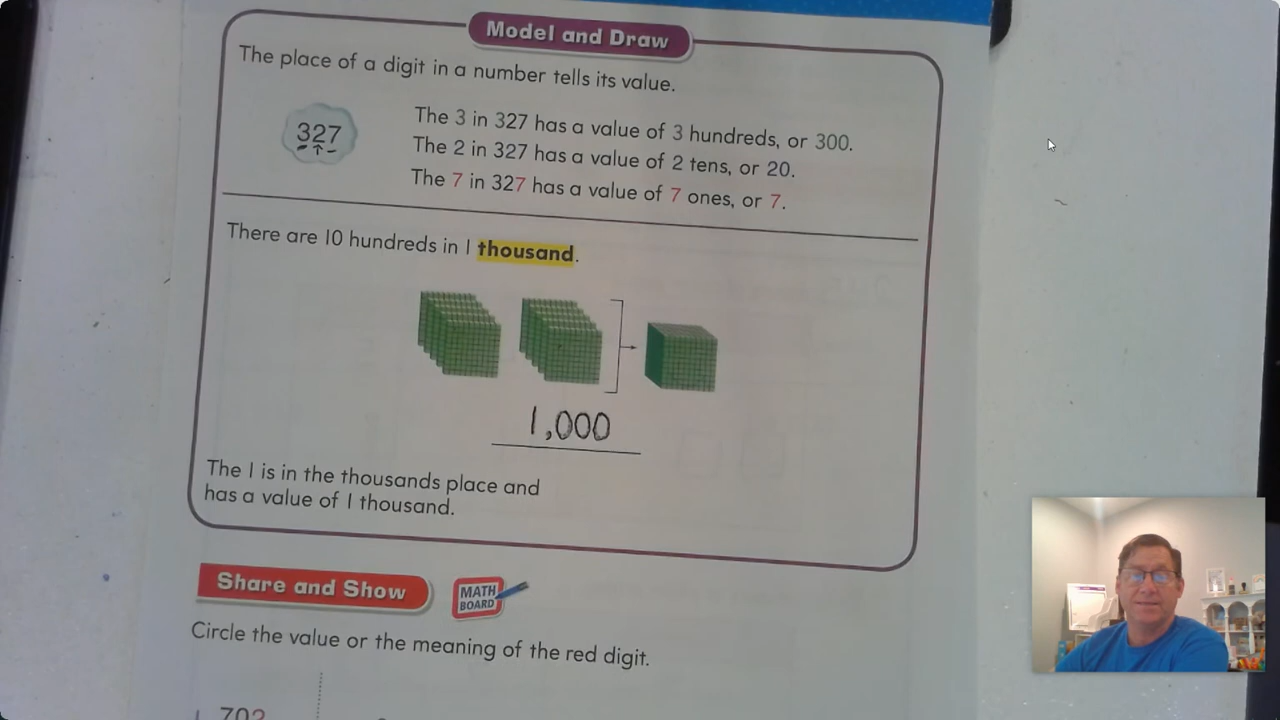 Model and Draw
The place of a digit in a number tells its value.
327
The 3 in 327 has a value of 3 hundreds, or 300.
The 2 in 327 has a value of 2 tens, or 20.
The 7 in 327 has a value of 7 ones, or 7.
There are 10 hundreds in 1 thousand.
1,000
The 1 is in the thousands place and
has a value of 1 thousand.
Share and Show
MATH
BOARD
Circle the value or the meaning of the red digit.
702